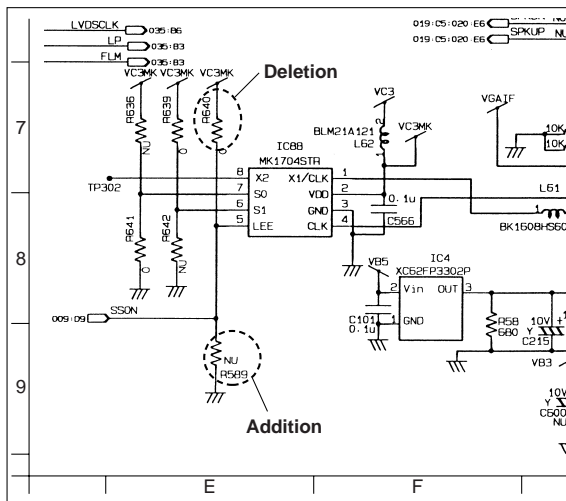 LVDSCLK 035:B6
LP 035:B3
FLM 035:B3
019:C5:020:E6
019:C5:020:E6 SPKUP NU
VC3MK VC3MK VC3MK
Deletion
R636 NU
R639 0
R640 0
VC3
2
BLM21A121
L62
1
VC3MK
VGAIF
10K
10K
7
IC88
MK1704STR
8 X2 X1/CLK 1
7 S0 VDD 2
6 S1 GND 3
5 LEE CLK 4
TP302
0.1u
C566
L61
BK1608HS60
R641 0
R642 NU
8
VB5
IC4
XC62FP3302P
2 Vin OUT 3
1 GND
C101
0.1u
R58
680
10V +
Y
C215
VB3
009:D9 SSON
NU
R589
Addition
9
10V
Y
C600
NU
E F